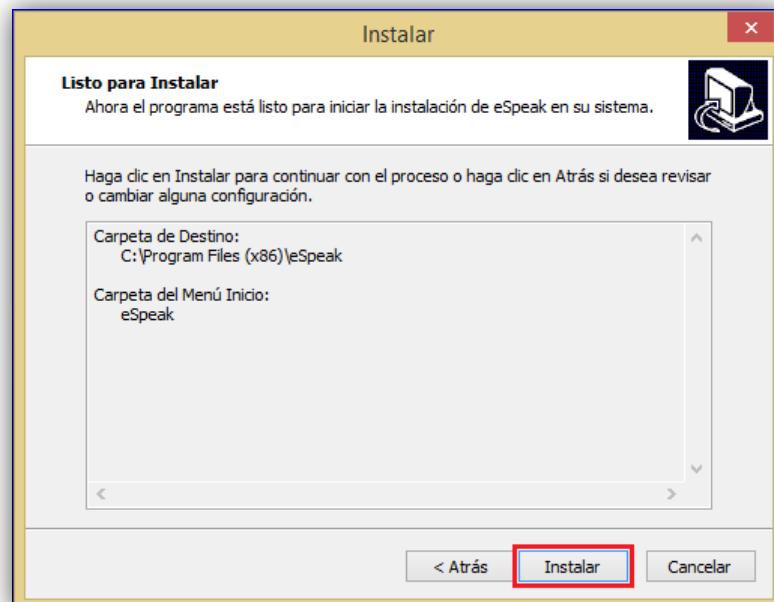 Instalar
Listo para Instalar
Ahora el programa está listo para iniciar la instalación de eSpeak en su sistema.
Haga clic en Instalar para continuar con el proceso o haga clic en Atrás si desea revisar
o cambiar alguna configuración.
Carpeta de Destino:
C:\Program Files (x86)\eSpeak
Carpeta del Menú Inicio:
eSpeak
< Atrás
Instalar
Cancelar